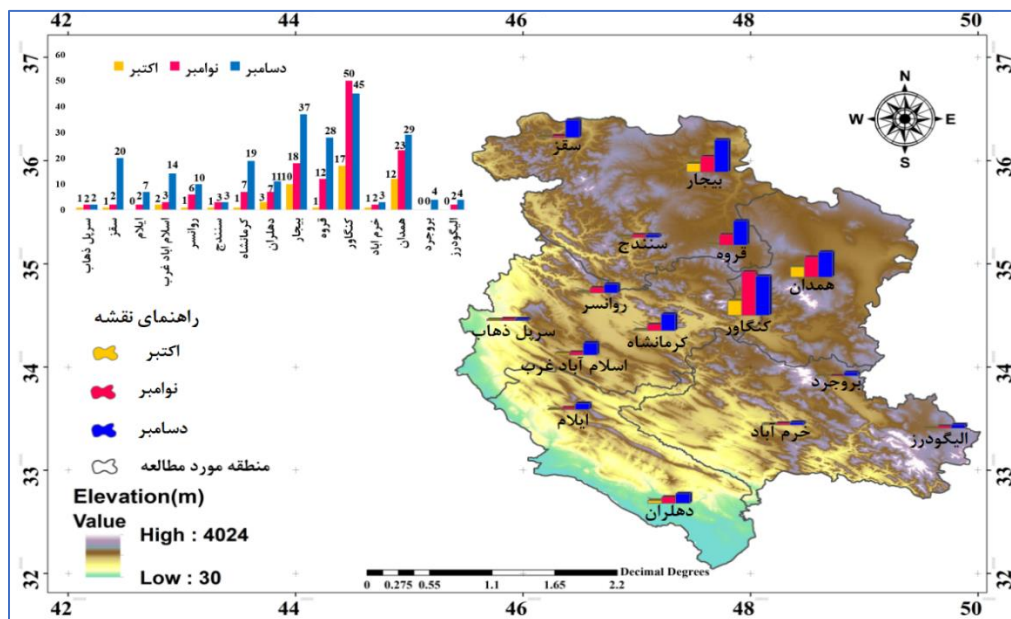 42 44 46 48 50
37
36
35
34
33
32
37
36
35
34
33
32
42 44 46 48 50
اکتبر نوامبر دسامبر
60
50
40
30
20
10
0
1 2 2
1 2 20
0 2 7
2 3 14
1 6 10
1 3 3
1 7 19
3 7 11
10 18 37
1 12 28
17 50 45
1 2 3
12 23 29
0 0 4
0 2 4
سرپل ذهاب
سقز
ایلام
اسلام آباد غرب
روانسر
سنندج
کرمانشاه
دهلران
بیجار
قروه
کنگاور
خرم آباد
همدان
بروجرد
الیگودرز
راهنمای نقشه
اکتبر
نوامبر
دسامبر
منطقه مورد مطالعه
Elevation(m)
Value
High : 4024
Low : 30
N
W E
S
سقز
بیجار
سنندج
قروه
همدان
روانسر
کنگاور
سرپل ذهاب
کرمانشاه
اسلام آباد غرب
بروجرد
ایلام
خرم آباد
الیگودرز
دهلران
Decimal Degrees
0 0.275 0.55 1.1 1.65 2.2